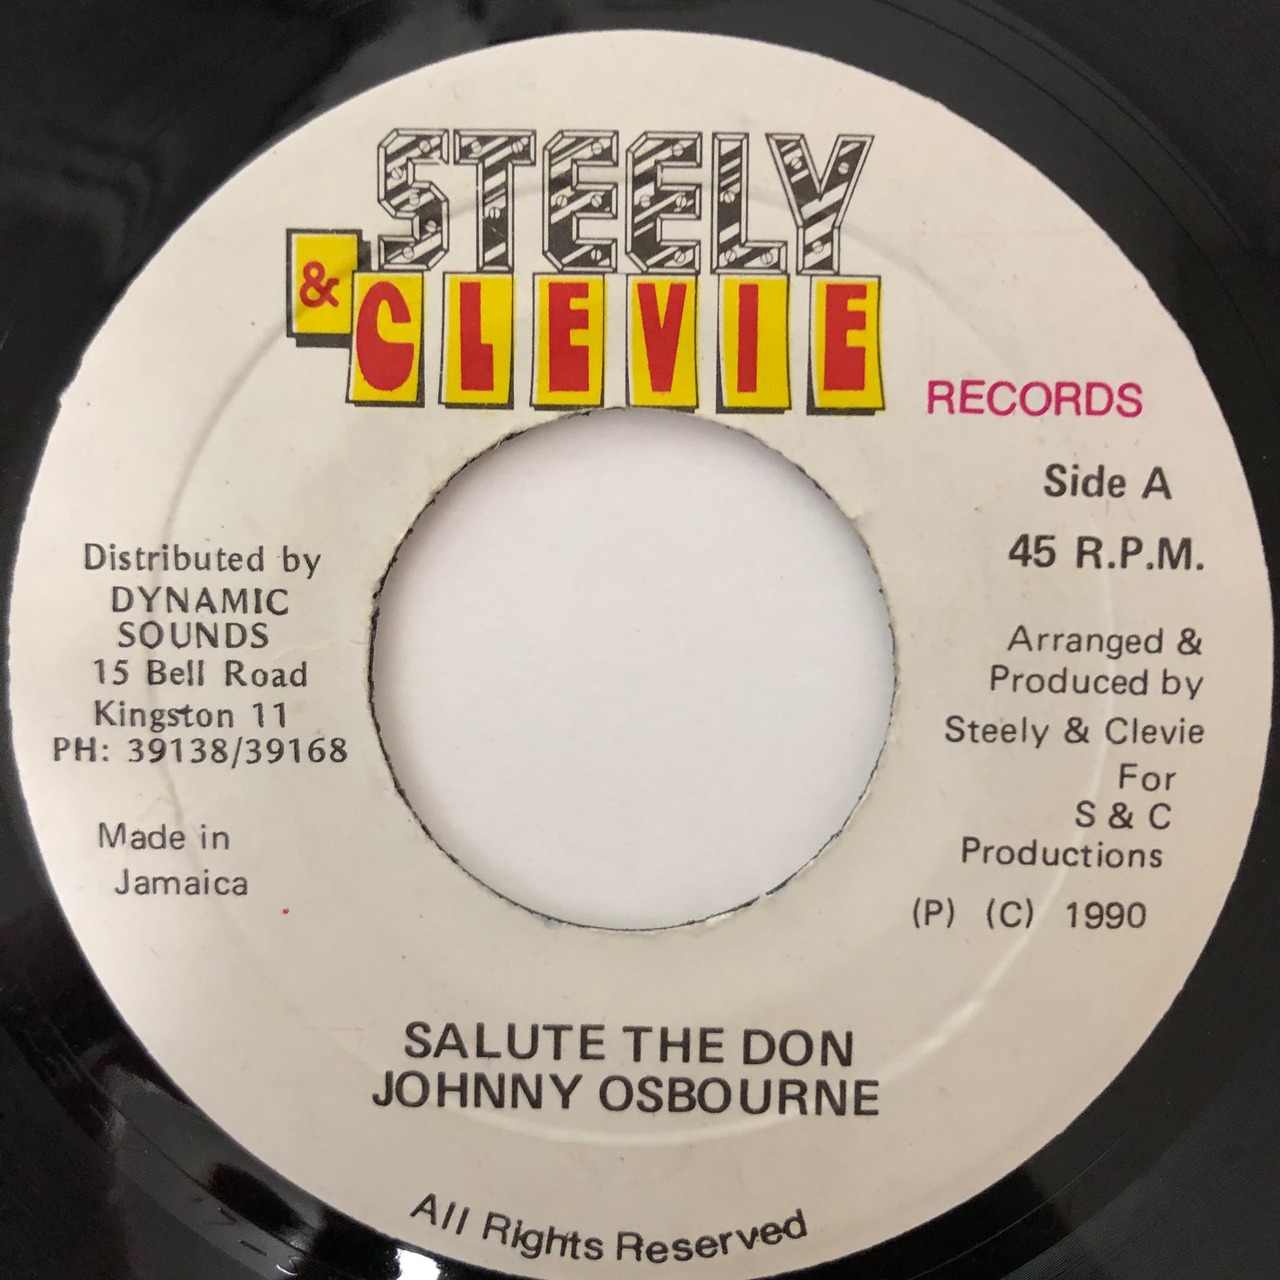 STEELY
& CLEVIE
RECORDS
Side A
45 R.P.M.
Distributed by
DYNAMIC
SOUNDS
15 Bell Road
Kingston 11
PH: 39138/39168
Made in
Jamaica
Arranged &
Produced by
Steely & Clevie
For
S & C
Productions
(P) (C) 1990
SALUTE THE DON
JOHNNY OSBOURNE
All Rights Reserved